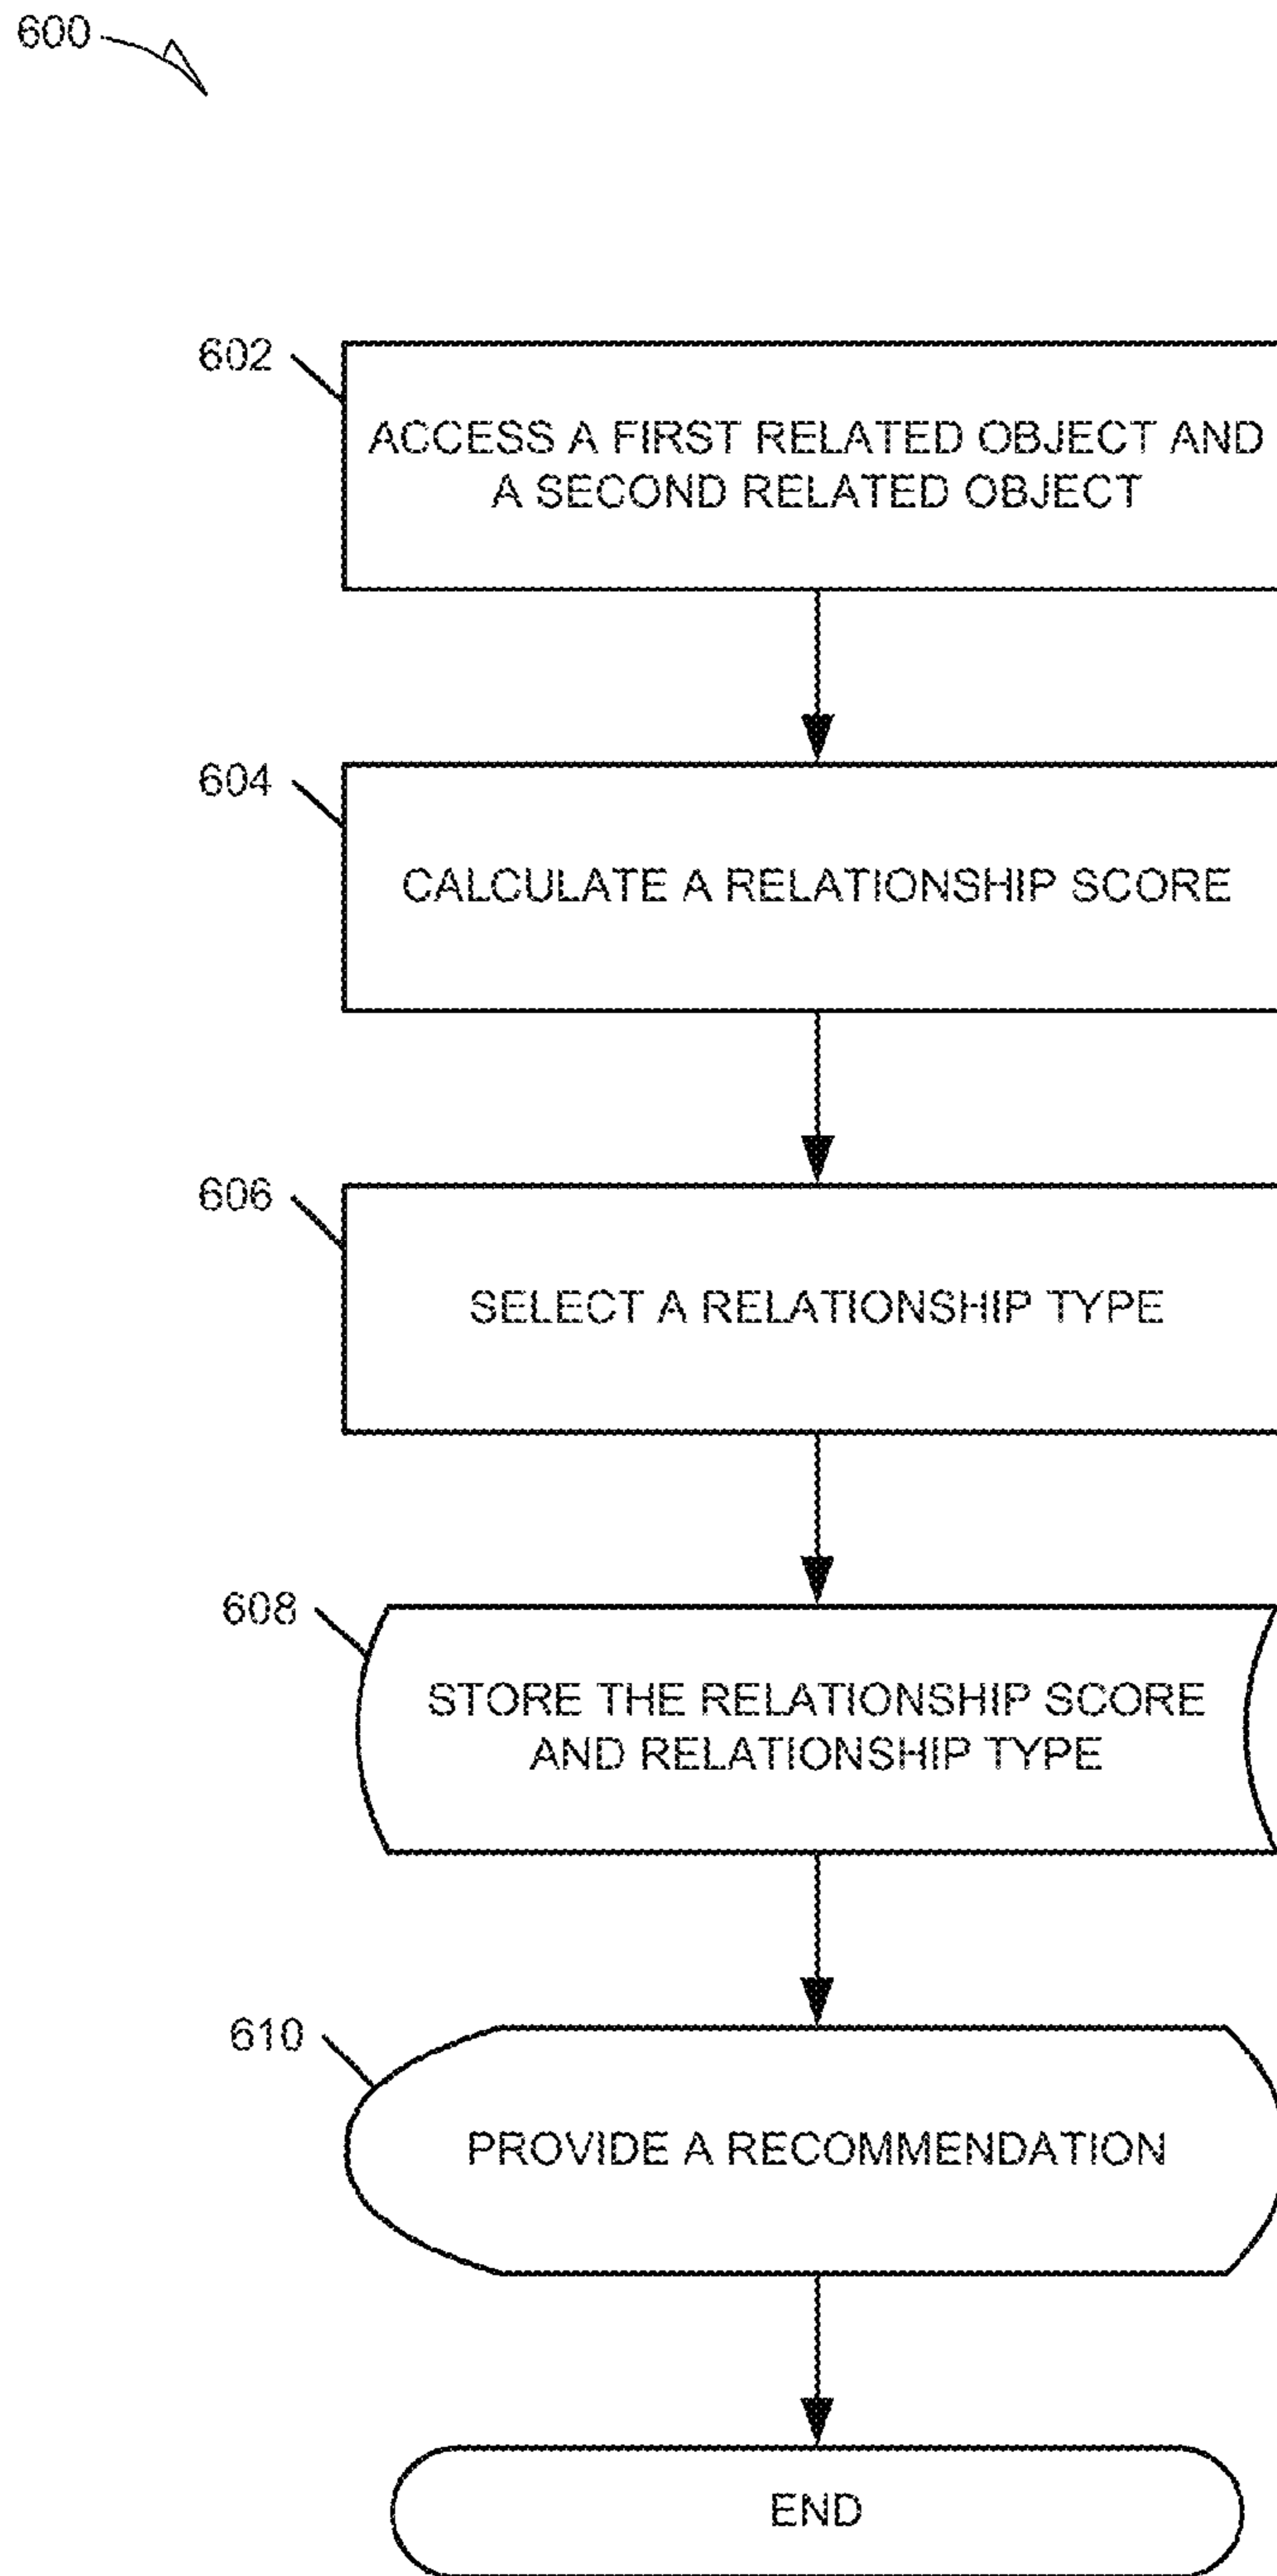 600
602
ACCESS A FIRST RELATED OBJECT AND
A SECOND RELATED OBJECT
604
CALCULATE A RELATIONSHIP SCORE
606
SELECT A RELATIONSHIP TYPE
608
STORE THE RELATIONSHIP SCORE
AND RELATIONSHIP TYPE
610
PROVIDE A RECOMMENDATION
END